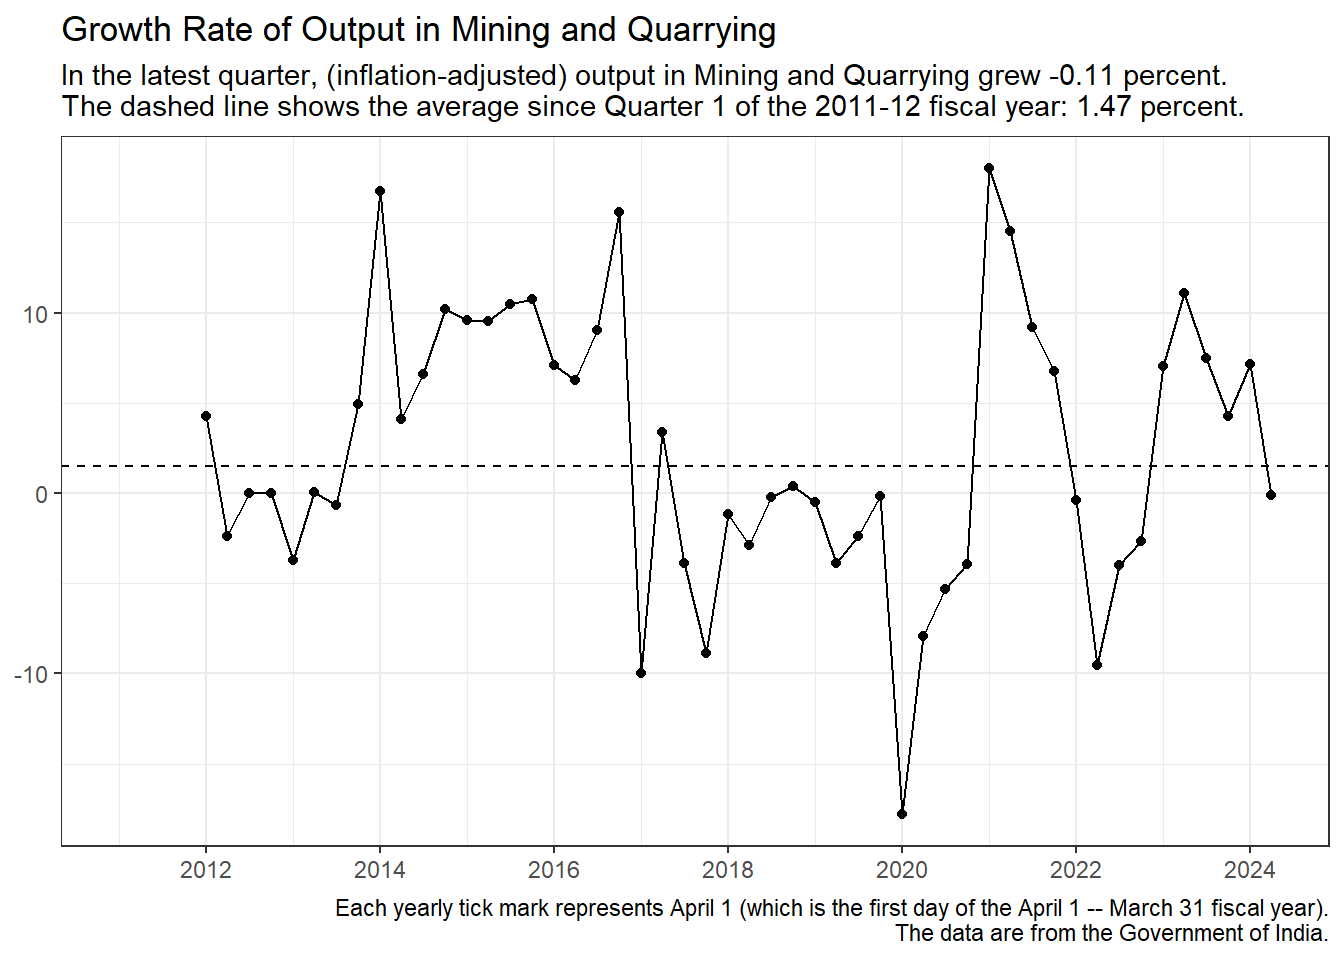 Growth Rate of Output in Mining and Quarrying
In the latest quarter, (inflation-adjusted) output in Mining and Quarrying grew -0.11 percent.
The dashed line shows the average since Quarter 1 of the 2011-12 fiscal year: 1.47 percent.
10
0
-10
2012 2014 2016 2018 2020 2022 2024
Each yearly tick mark represents April 1 (which is the first day of the April 1 -- March 31 fiscal year).
The data are from the Government of India.